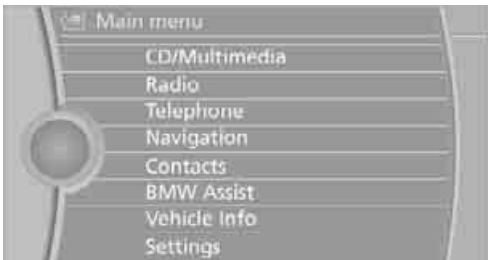 Main menu
CD/Multimedia
Radio
Telephone
Navigation
Contacts
BMW Assist
Vehicle Info
Settings